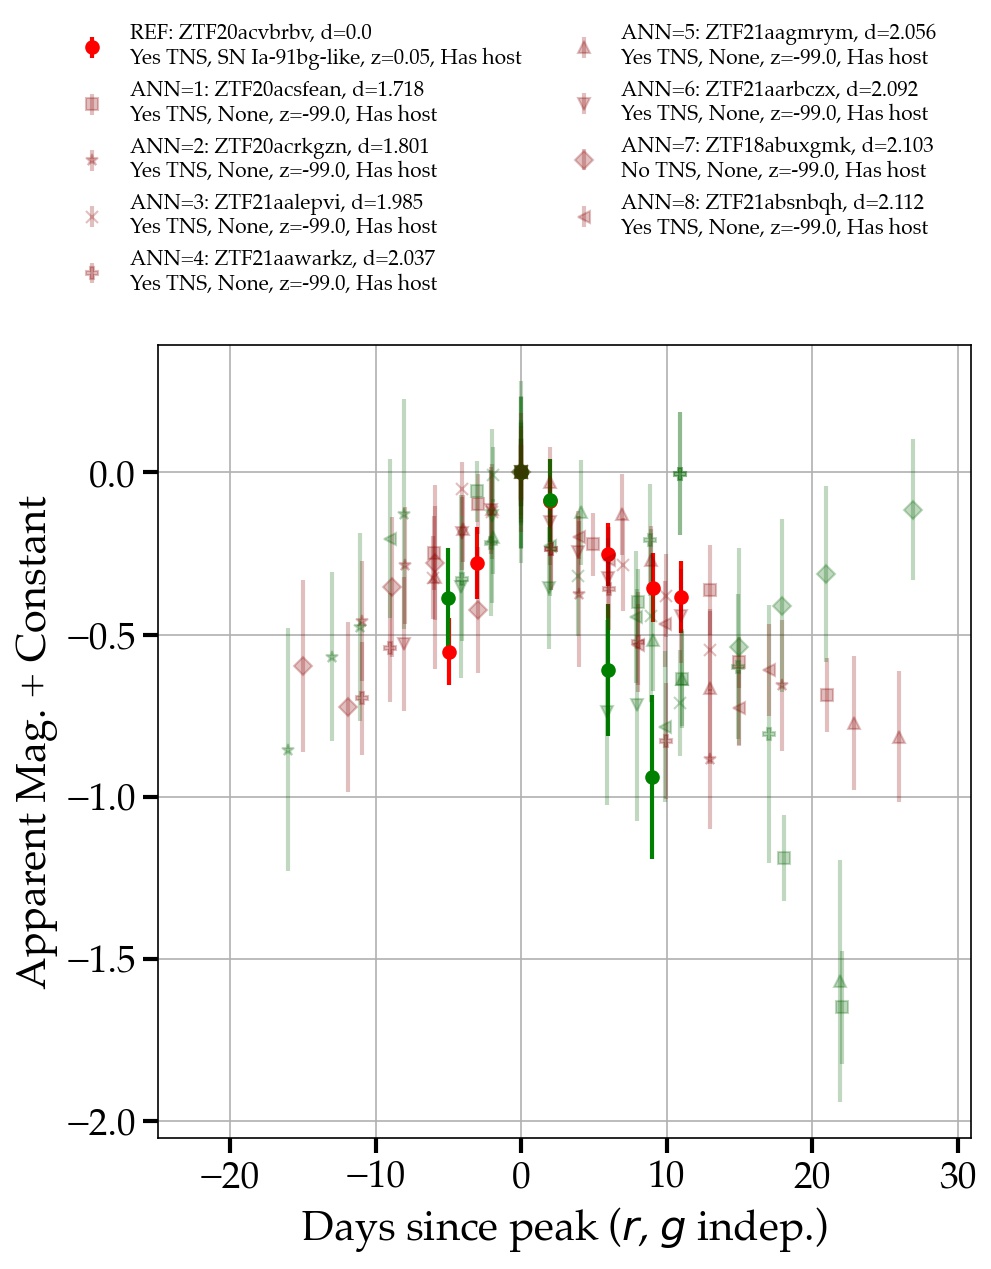 REF: ZTF20acvbrbv, d=0.0
Yes TNS, SN Ia-91bg-like, z=0.05, Has host
ANN=1: ZTF20acsfean, d=1.718
Yes TNS, None, z=-99.0, Has host
ANN=2: ZTF20acrkgzn, d=1.801
Yes TNS, None, z=-99.0, Has host
ANN=3: ZTF21aalepvi, d=1.985
Yes TNS, None, z=-99.0, Has host
ANN=4: ZTF21aawarkz, d=2.037
Yes TNS, None, z=-99.0, Has host
ANN=5: ZTF21aagmrym, d=2.056
Yes TNS, None, z=-99.0, Has host
ANN=6: ZTF21aarbczx, d=2.092
Yes TNS, None, z=-99.0, Has host
ANN=7: ZTF18abuxgmk, d=2.103
No TNS, None, z=-99.0, Has host
ANN=8: ZTF21absnbqh, d=2.112
Yes TNS, None, z=-99.0, Has host
Apparent Mag. + Constant
0.0
−0.5
−1.0
−1.5
−2.0
−20
−10
0
10
20
30
Days since peak (r, g indep.)